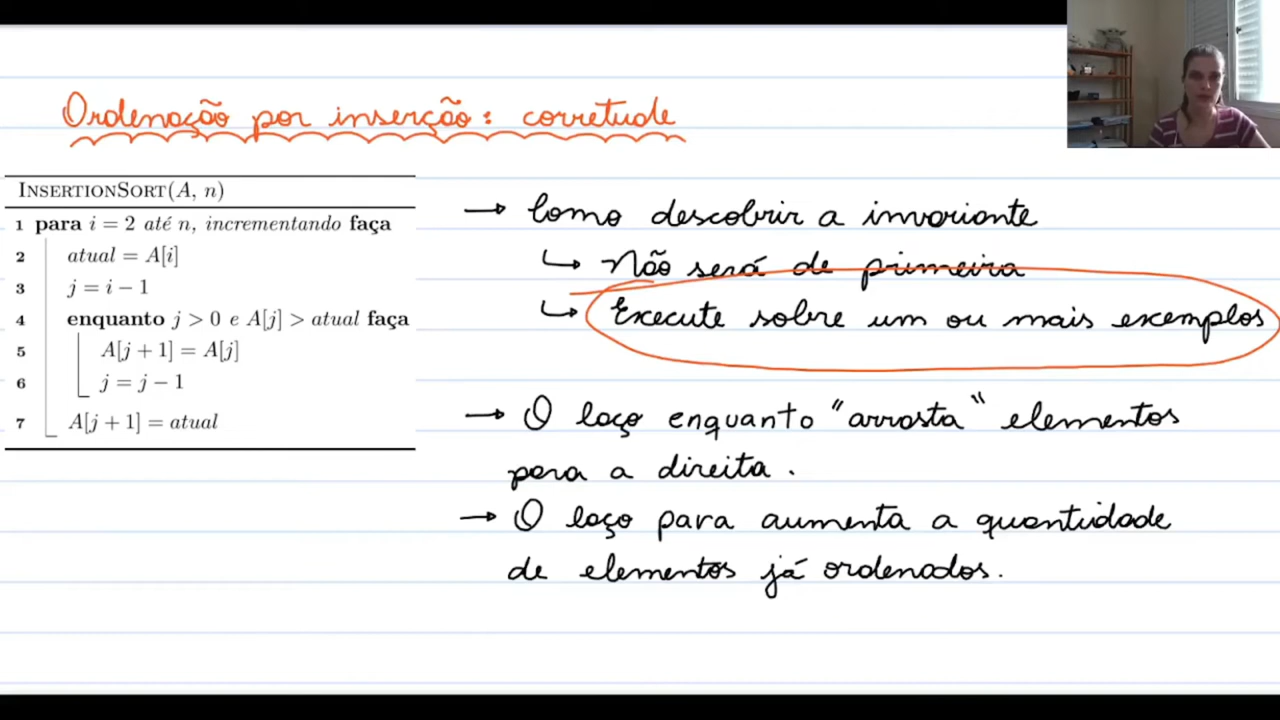 Ordenação por inserção: corretude
INSERTIONSORT(A, n)
1 para i = 2 até n, incrementando faça
2 atual = A[i]
3 j = i − 1
4 enquanto j > 0 e A[j] > atual faça
5 A[j + 1] = A[j]
6 j = j − 1
7 A[j + 1] = atual
→ Como descobrir a invariante
↳ Não será de primeira
↳ Execute sobre um ou mais exemplos
→ O laço enquanto "arrasta" elementos
para a direita.
→ O laço para aumenta a quantidade
de elementos já ordenados.